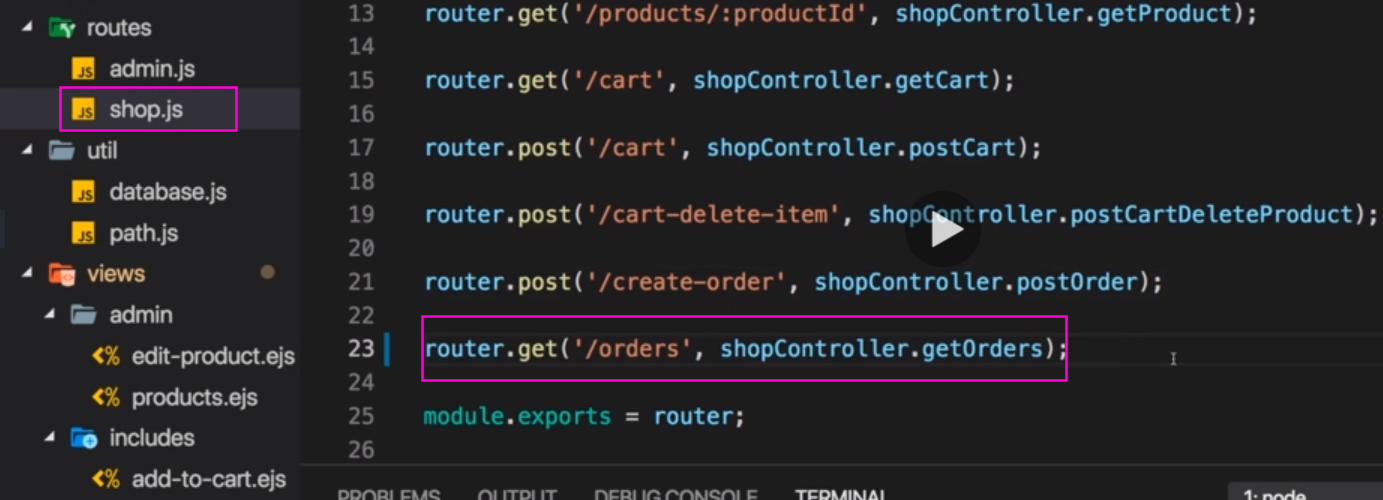 routes
JS admin.js
JS shop.js
util
JS database.js
JS path.js
views
admin
<% edit-product.ejs
<% products.ejs
includes
<% add-to-cart.ejs
13 router.get('/products/:productId', shopController.getProduct);
14
15 router.get('/cart', shopController.getCart);
16
17 router.post('/cart', shopController.postCart);
18
19 router.post('/cart-delete-item', shopController.postCartDeleteProduct);
20
21 router.post('/create-order', shopController.postOrder);
22
23 router.get('/orders', shopController.getOrders);
24
25 module.exports = router;
26
PROBLEMS OUTPUT DEBUG CONSOLE TERMINAL 1: node